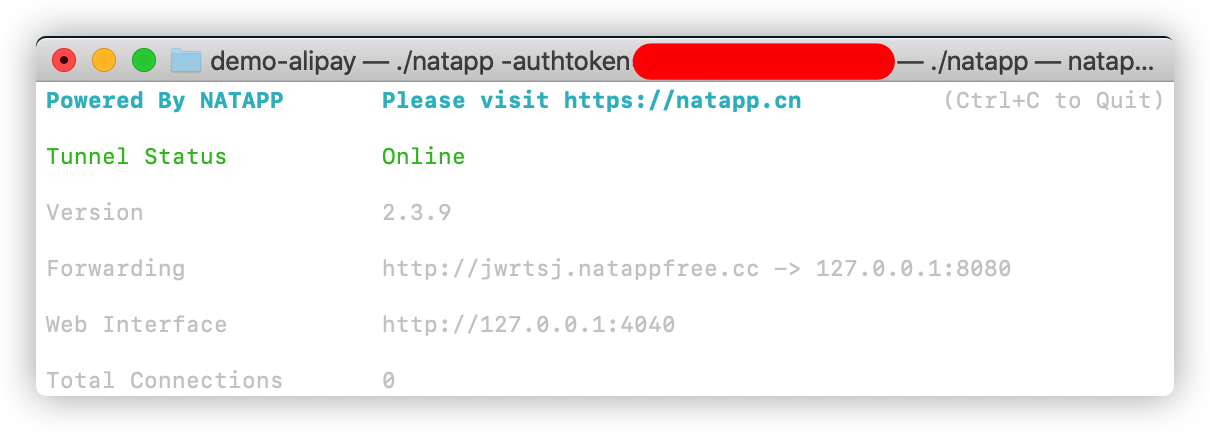 demo-alipay — ./natapp -authtoken — ./natapp — natap...
Powered By NATAPP Please visit https://natapp.cn (Ctrl+C to Quit)
Tunnel Status Online
Version 2.3.9
Forwarding http://jwrtsj.natappfree.cc -> 127.0.0.1:8080
Web Interface http://127.0.0.1:4040
Total Connections 0